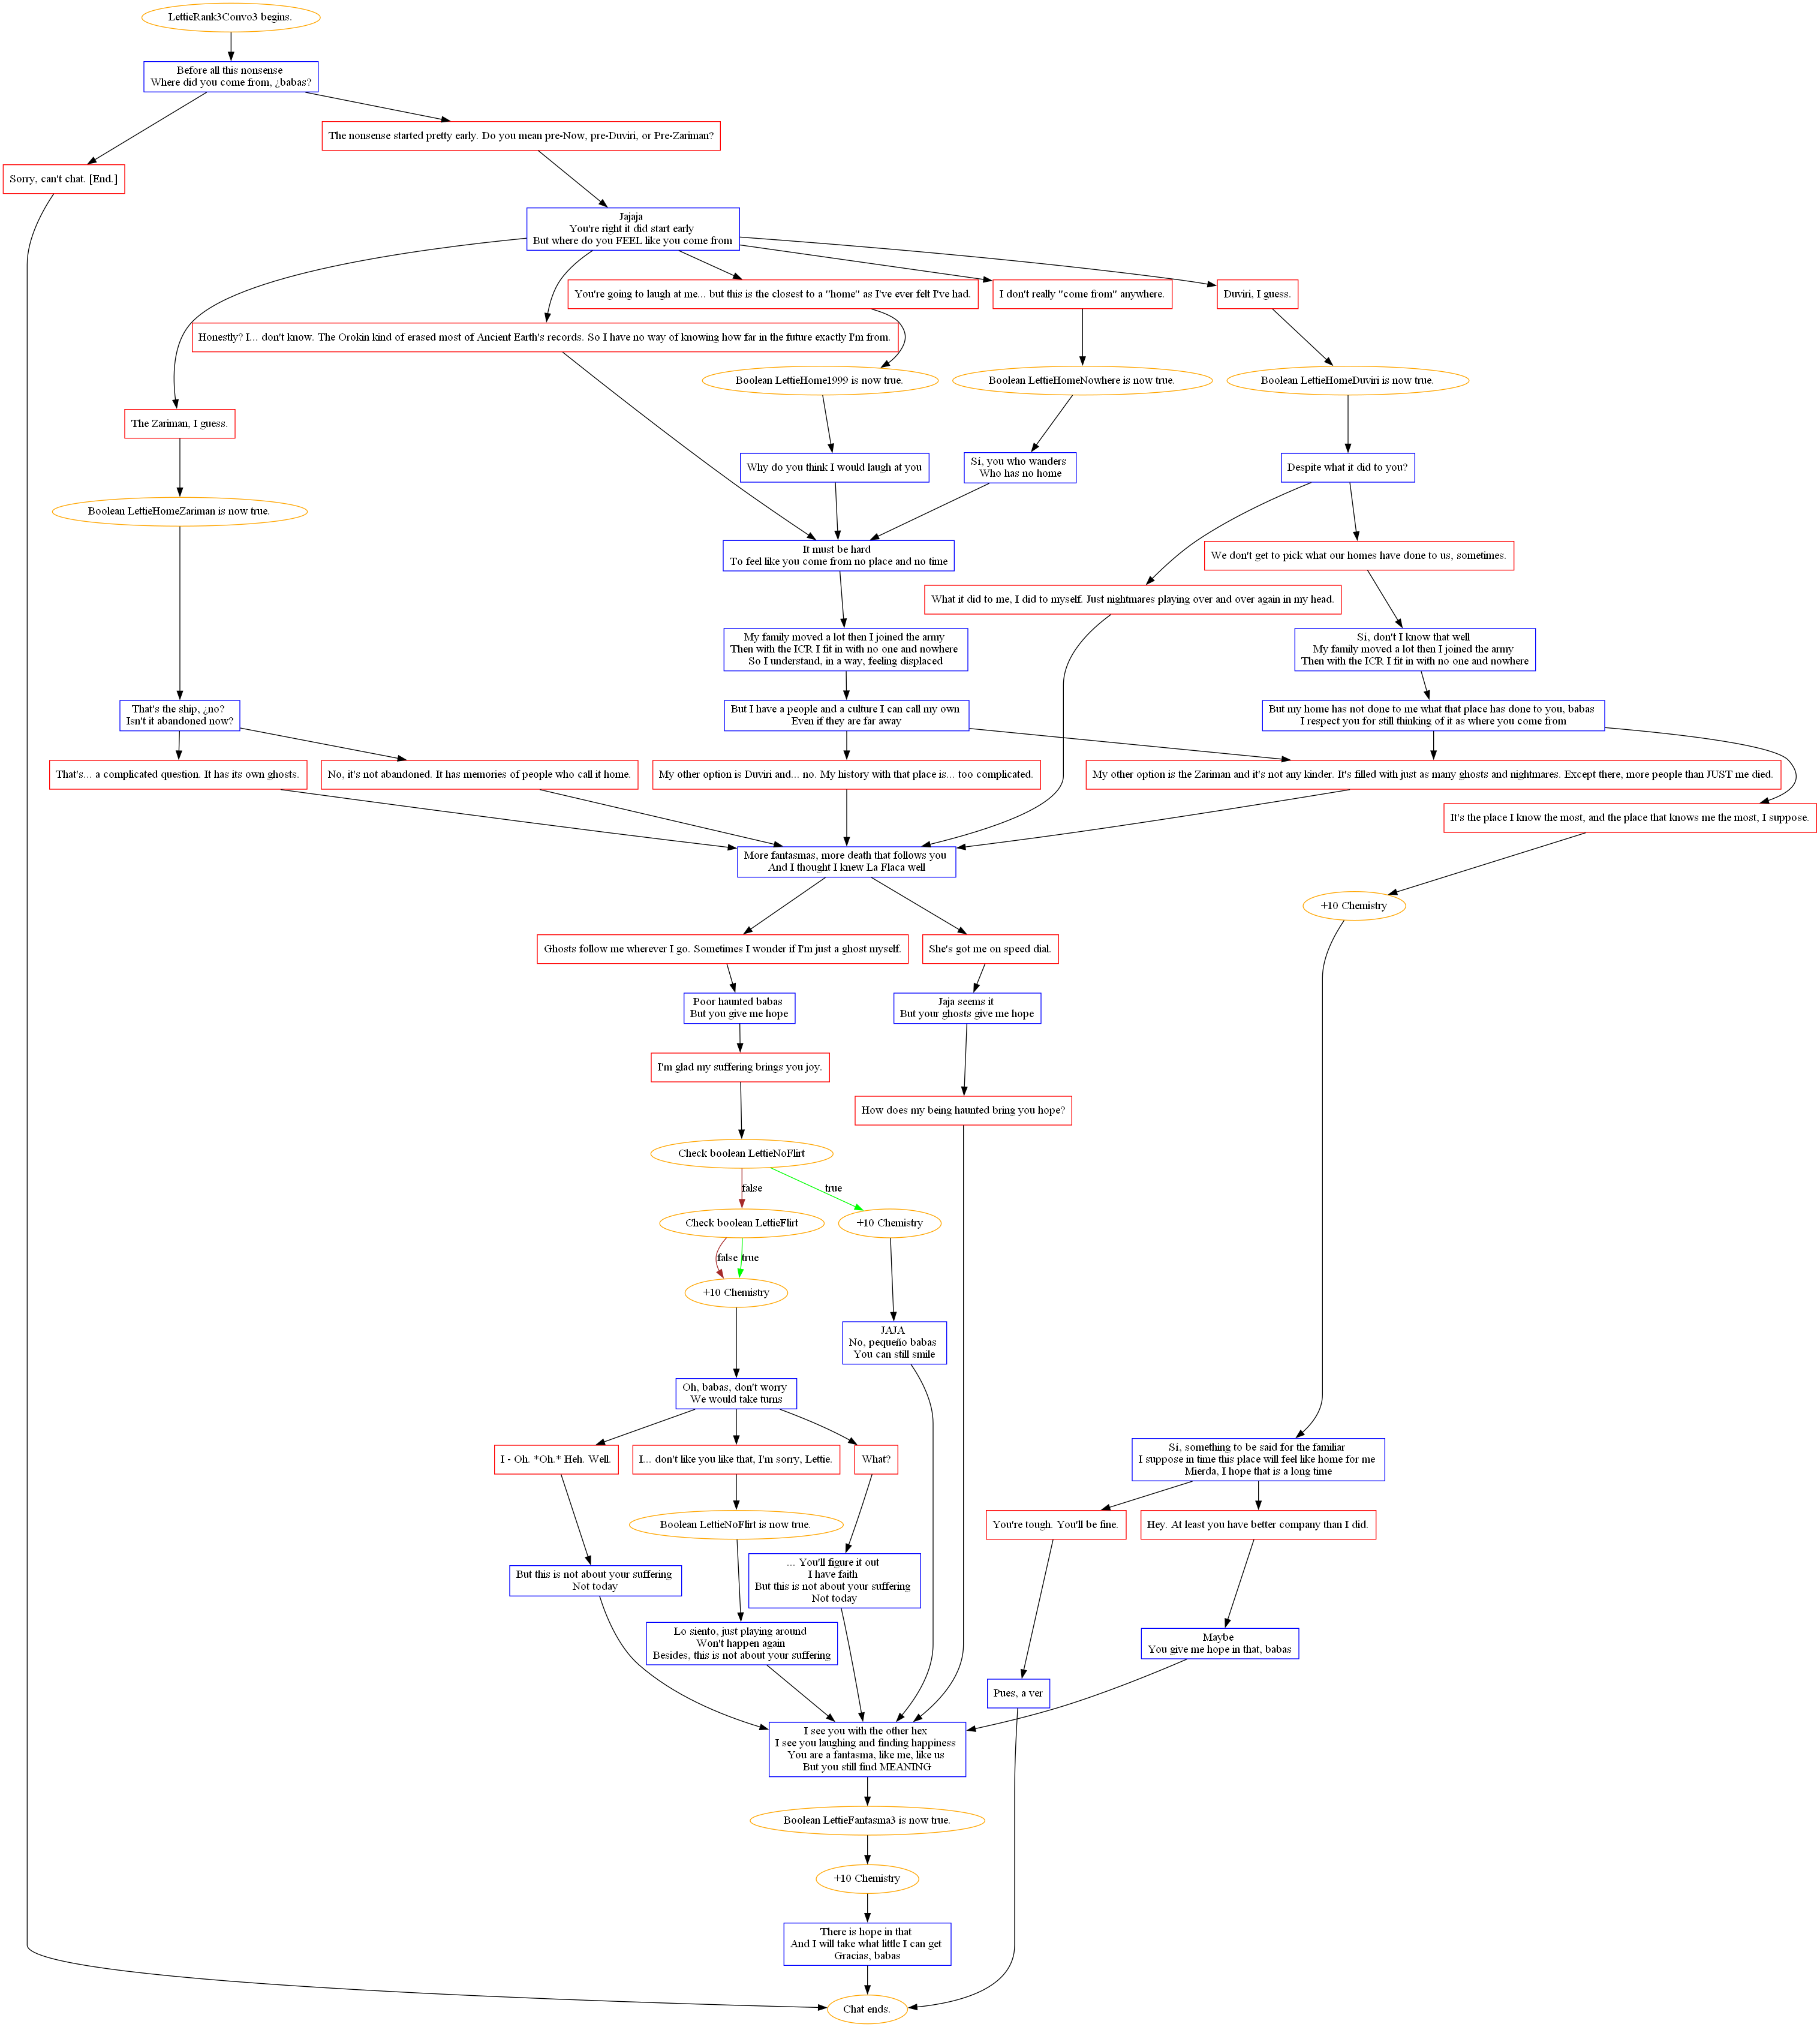 LettieRank3Convo3 begins.
Before all this nonsense
Where did you come from, ¿babas?
The nonsense started pretty early. Do you mean pre-Now, pre-Duviri, or Pre-Zariman?
Sorry, can't chat. [End.]
Jajaja
You're right it did start early
But where do you FEEL like you come from
You're going to laugh at me... but this is the closest to a "home" as I've ever felt I've had.
I don't really "come from" anywhere.
Duviri, I guess.
Honestly? I... don't know. The Orokin kind of erased most of Ancient Earth's records. So I have no way of knowing how far in the future exactly I'm from.
Boolean LettieHome1999 is now true.
Boolean LettieHomeNowhere is now true.
Boolean LettieHomeDuviri is now true.
The Zariman, I guess.
Why do you think I would laugh at you
Sí, you who wanders
Who has no home
Despite what it did to you?
Boolean LettieHomeZariman is now true.
It must be hard
To feel like you come from no place and no time
We don't get to pick what our homes have done to us, sometimes.
What it did to me, I did to myself. Just nightmares playing over and over again in my head.
My family moved a lot then I joined the army
Then with the ICR I fit in with no one and nowhere
So I understand, in a way, feeling displaced
Sí, don't I know that well
My family moved a lot then I joined the army
Then with the ICR I fit in with no one and nowhere
That's the ship, ¿no?
Isn't it abandoned now?
But I have a people and a culture I can call my own
Even if they are far away
But my home has not done to me what that place has done to you, babas
I respect you for still thinking of it as where you come from
That's... a complicated question. It has its own ghosts.
No, it's not abandoned. It has memories of people who call it home.
My other option is Duviri and... no. My history with that place is... too complicated.
My other option is the Zariman and it's not any kinder. It's filled with just as many ghosts and nightmares. Except there, more people than JUST me died.
It's the place I know the most, and the place that knows me the most, I suppose.
More fantasmas, more death that follows you
And I thought I knew La Flaca well
+10 Chemistry
Ghosts follow me wherever I go. Sometimes I wonder if I'm just a ghost myself.
She's got me on speed dial.
Poor haunted babas
But you give me hope
Jaja seems it
But your ghosts give me hope
I'm glad my suffering brings you joy.
How does my being haunted bring you hope?
Check boolean LettieNoFlirt
false
true
Check boolean LettieFlirt
+10 Chemistry
false
true
+10 Chemistry
JAJA
No, pequeño babas
You can still smile
Oh, babas, don't worry
We would take turns
I - Oh. *Oh.* Heh. Well.
I... don't like you like that, I'm sorry, Lettie.
What?
Sí, something to be said for the familiar
I suppose in time this place will feel like home for me
Mierda, I hope that is a long time
Boolean LettieNoFlirt is now true.
You're tough. You'll be fine.
Hey. At least you have better company than I did.
But this is not about your suffering
Not today
... You'll figure it out
I have faith
But this is not about your suffering
Not today
Lo siento, just playing around
Won't happen again
Besides, this is not about your suffering
Maybe
You give me hope in that, babas
Pues, a ver
I see you with the other hex
I see you laughing and finding happiness
You are a fantasma, like me, like us
But you still find MEANING
Boolean LettieFantasma3 is now true.
+10 Chemistry
There is hope in that
And I will take what little I can get
Gracias, babas
Chat ends.